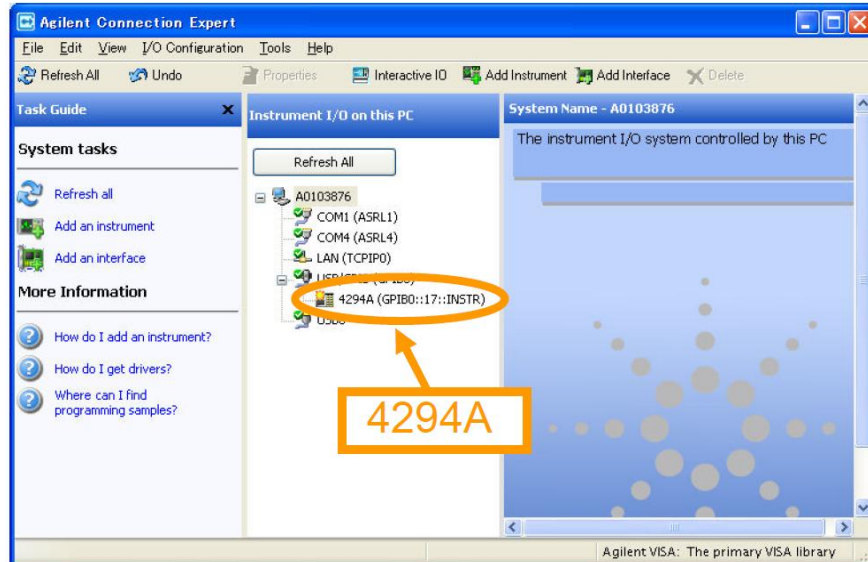 Agilent Connection Expert
File Edit View I/O Configuration Tools Help
Refresh All Undo Properties Interactive IO Add Instrument Add Interface Delete
Task Guide
System tasks
Refresh all
Add an instrument
Add an interface
More Information
How do I add an instrument?
How do I get drivers?
Where can I find
programming samples?
Instrument I/O on this PC
Refresh All
A0103876
COM1 (ASRL1)
COM4 (ASRL4)
LAN (TCPIP0)
USB/GPIB (GPIB0)
4294A (GPIB0::17::INSTR)
USB0
4294A
System Name - A0103876
The instrument I/O system controlled by this PC
Agilent VISA: The primary VISA library